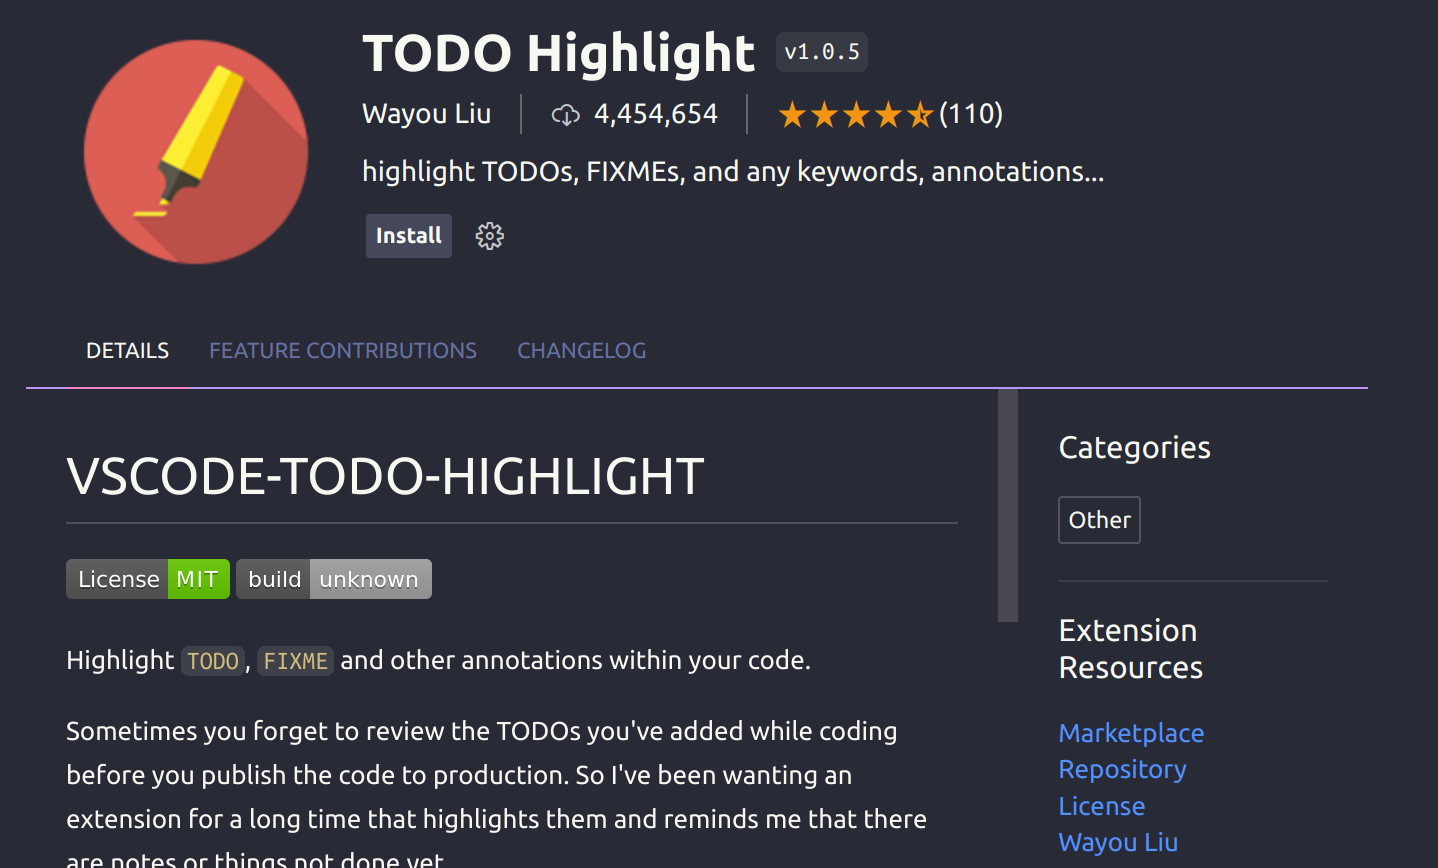 TODO Highlight v1.0.5
Wayou Liu 4,454,654 (110)
highlight TODOs, FIXMEs, and any keywords, annotations...
Install
DETAILS FEATURE CONTRIBUTIONS CHANGELOG
VSCODE-TODO-HIGHLIGHT
License MIT build unknown
Highlight TODO, FIXME and other annotations within your code.
Sometimes you forget to review the TODOs you've added while coding
before you publish the code to production. So I've been wanting an
extension for a long time that highlights them and reminds me that there
are notes or things not done yet
Categories
Other
Extension
Resources
Marketplace
Repository
License
Wayou Liu